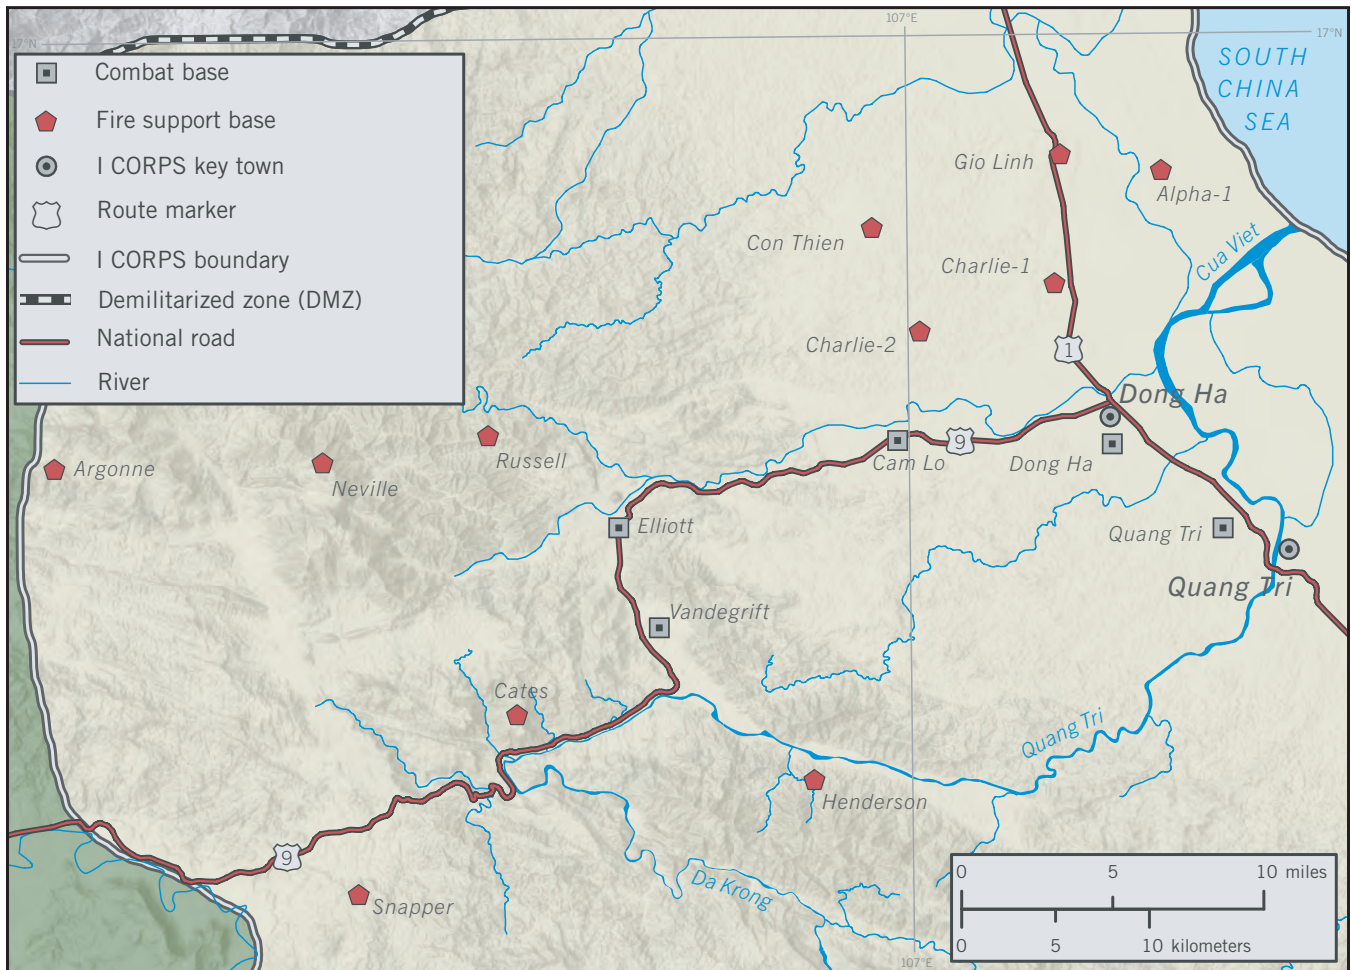 107°E
17°N
17°N
SOUTH
CHINA
SEA
Combat base
Fire support base
I CORPS key town
Route marker
I CORPS boundary
Demilitarized zone (DMZ)
National road
River
Gio Linh
Alpha-1
Con Thien
Cua Viet
Charlie-1
Charlie-2
1
Dong Ha
9
Cam Lo
Dong Ha
Russell
Argonne
Neville
Elliott
Quang Tri
Quang Tri
Vandegrift
Cates
Quang Tri
Henderson
9
Da Krong
Snapper
0 5 10 miles
0 5 10 kilometers
107°E